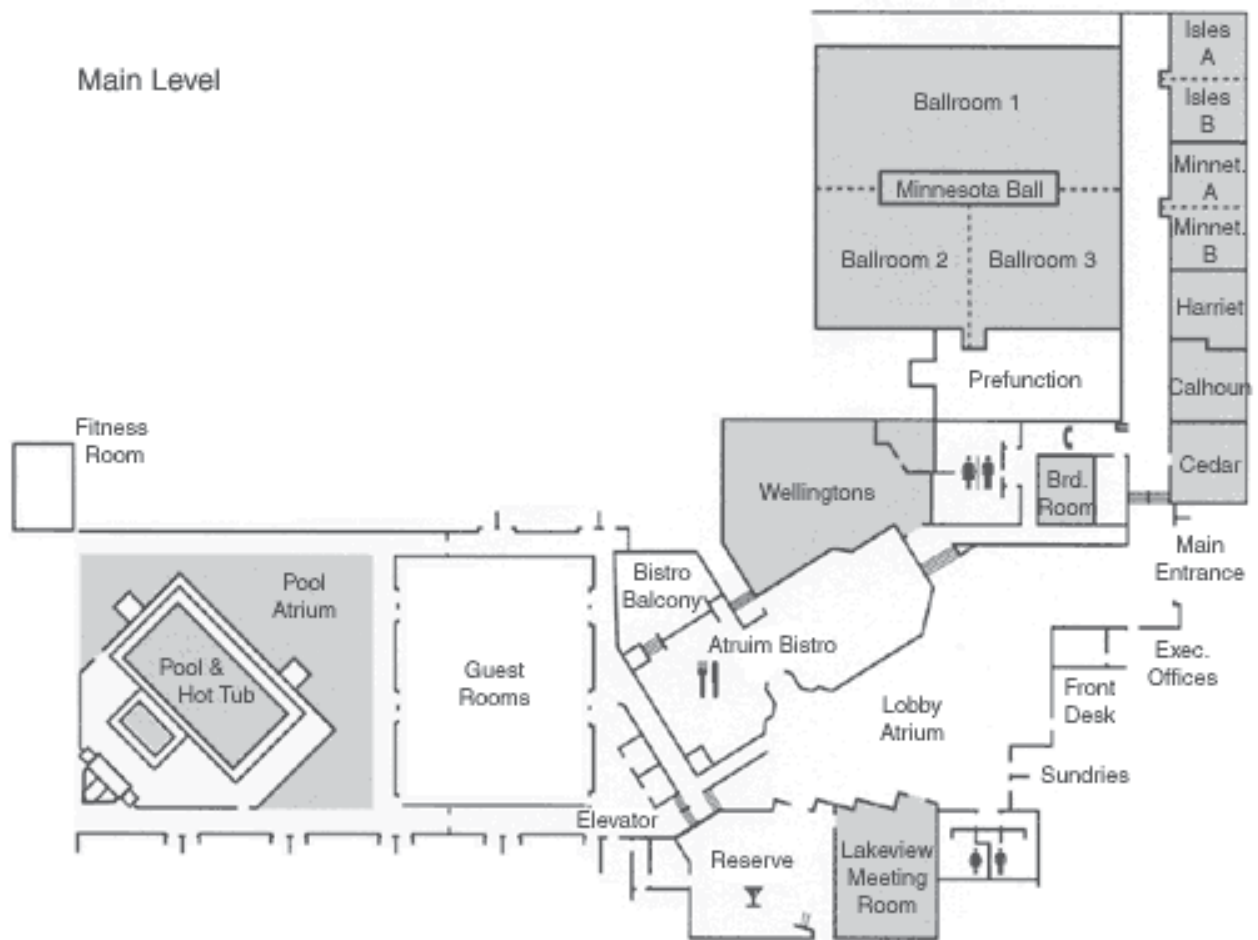 Main Level
Isles
A
Isles
B
Ballroom 1
Minnet.
A
Minnesota Ball
Minnet.
B
Ballroom 2
Ballroom 3
Harriet
Prefunction
Calhoun
Fitness
Room
Cedar
Wellingtons
Brd.
Room
Main
Entrance
Pool
Atrium
Bistro
Balcony
Atruim Bistro
Exec.
Offices
Pool &
Hot Tub
Guest
Rooms
Front
Desk
Lobby
Atrium
Sundries
Elevator
Reserve
Lakeview
Meeting
Room